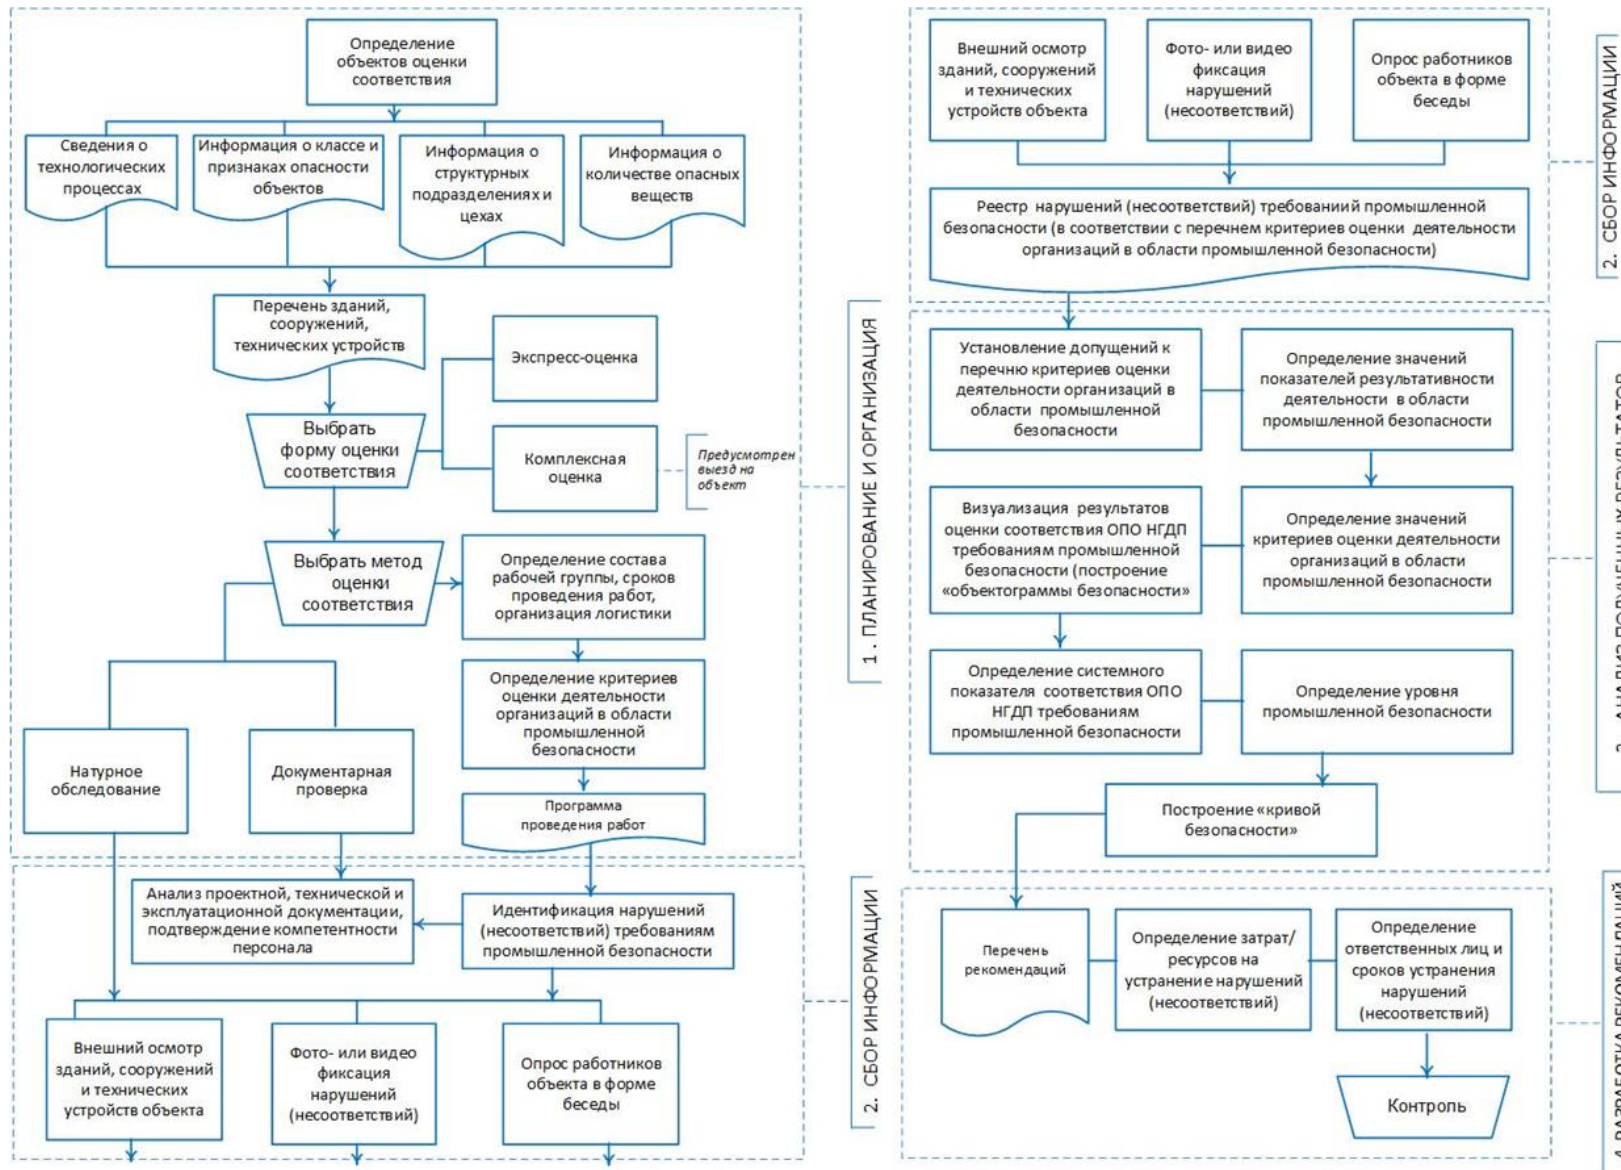 Определение
объектов оценки
соответствия
Сведения о
технологических
процессах
Информация о классе и
признаках опасности
объектов
Информация о
структурных
подразделениях и
цехах
Информация о
количестве опасных
веществ
Перечень зданий,
сооружений,
технических устройств
Выбрать
форму оценки
соответствия
Экспресс-оценка
Комплексная
оценка
Предусмотрен
выезд на
объект
Выбрать метод
оценки
соответствия
Определение состава
рабочей группы, сроков
проведения работ,
организация логистики
Определение критериев
оценки деятельности
организаций в области
промышленной
безопасности
Натурное
обследование
Документарная
проверка
Программа
проведения работ
1 . ПЛАНИРОВАНИЕ И ОРГАНИЗАЦИЯ
Анализ проектной, технической и
эксплуатационной документации,
подтверждение компетентности
персонала
Идентификация нарушений
(несоответствий) требованиям
промышленной безопасности
Внешний осмотр
зданий, сооружений
и технических
устройств объекта
Фото- или видео
фиксация
нарушений
(несоответствий)
Опрос работников
объекта в форме
беседы
2. СБОР ИНФОРМАЦИИ
Внешний осмотр
зданий, сооружений
и технических
устройств объекта
Фото- или видео
фиксация
нарушений
(несоответствий)
Опрос работников
объекта в форме
беседы
Реестр нарушений (несоответствий) требованиий промышленной
безопасности (в соответствии с перечнем критериев оценки деятельности
организаций в области промышленной безопасности)
2. СБОР ИНФОРМАЦИИ
Установление допущений к
перечню критериев оценки
деятельности организаций в
области промышленной
безопасности
Определение значений
показателей результативности
деятельности в области
промышленной безопасности
Визуализация результатов
оценки соответствия ОПО НГДП
требованиям промышленной
безопасности (построение
«объектограммы безопасности»
Определение значений
критериев оценки деятельности
организаций в области
промышленной безопасности
Определение системного
показателя соответствия ОПО
НГДП требованиям
промышленной безопасности
Определение уровня
промышленной безопасности
Построение «кривой
безопасности»
Перечень
рекомендаций
Определение затрат/
ресурсов на
устранение нарушений
(несоответствий)
Определение
ответственных лиц и
сроков устранения
нарушений
(несоответствий)
Контроль